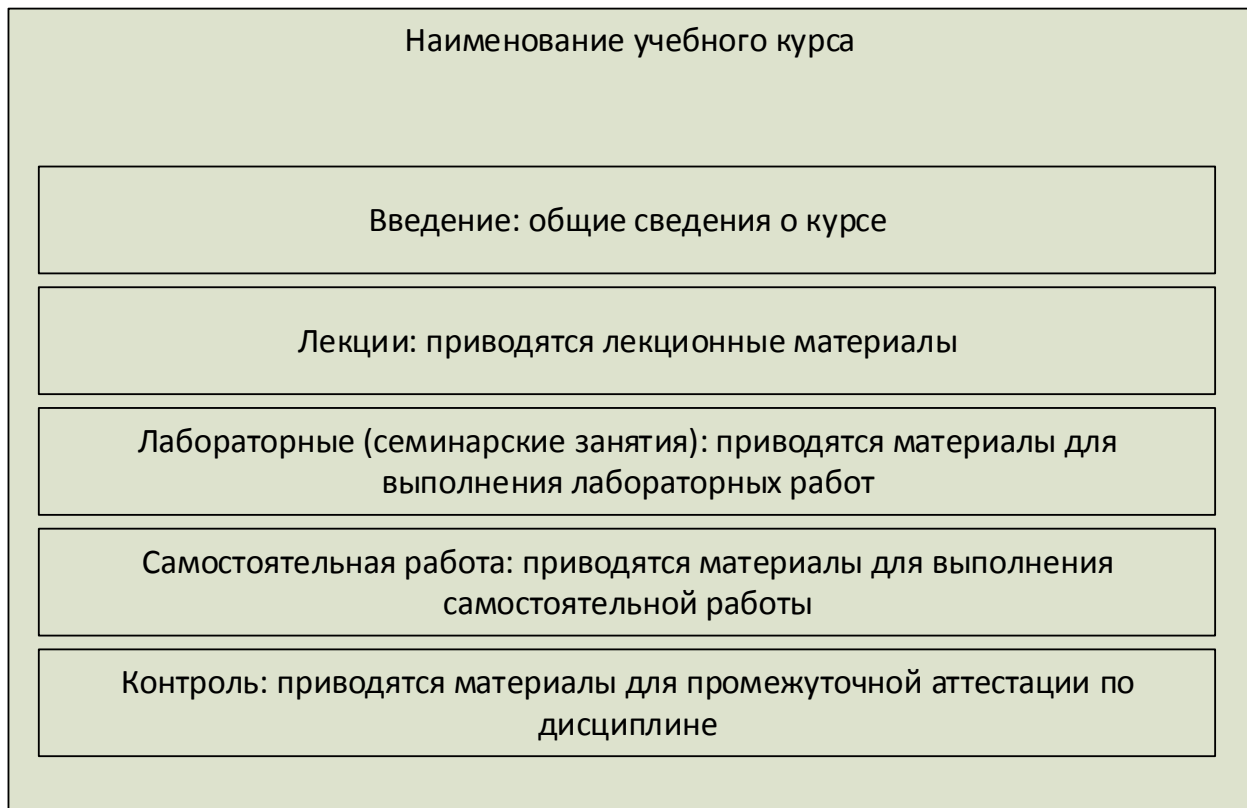 Наименование учебного курса
Введение: общие сведения о курсе
Лекции: приводятся лекционные материалы
Лабораторные (семинарские занятия): приводятся материалы для
выполнения лабораторных работ
Самостоятельная работа: приводятся материалы для выполнения
самостоятельной работы
Контроль: приводятся материалы для промежуточной аттестации по
дисциплине